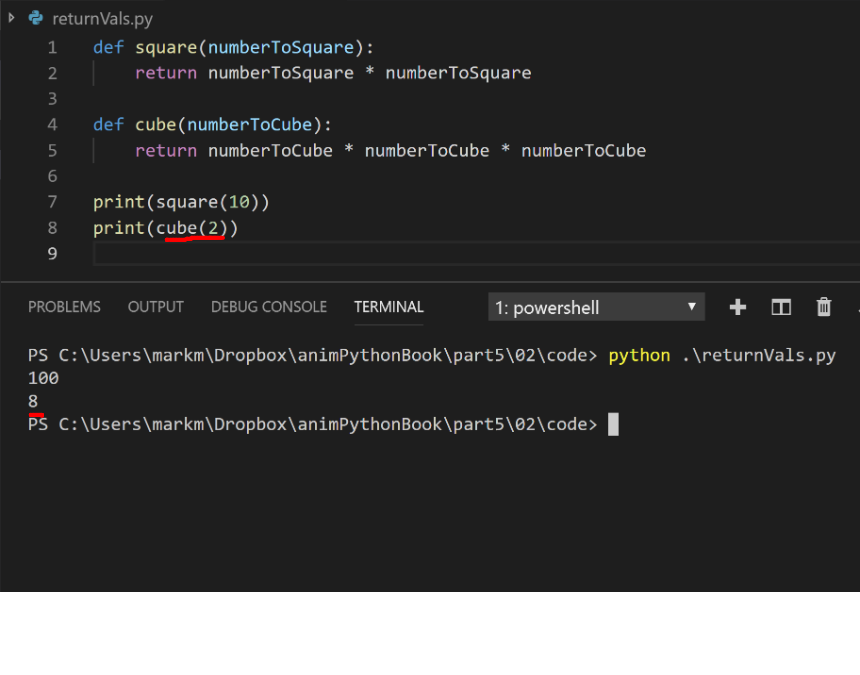 returnVals.py
1 def square(numberToSquare):
2     return numberToSquare * numberToSquare
3
4 def cube(numberToCube):
5     return numberToCube * numberToCube * numberToCube
6
7 print(square(10))
8 print(cube(2))
9
PROBLEMS OUTPUT DEBUG CONSOLE TERMINAL 1: powershell
PS C:\Users\markm\Dropbox\animPythonBook\part5\02\code> python .\returnVals.py
100
8
PS C:\Users\markm\Dropbox\animPythonBook\part5\02\code>